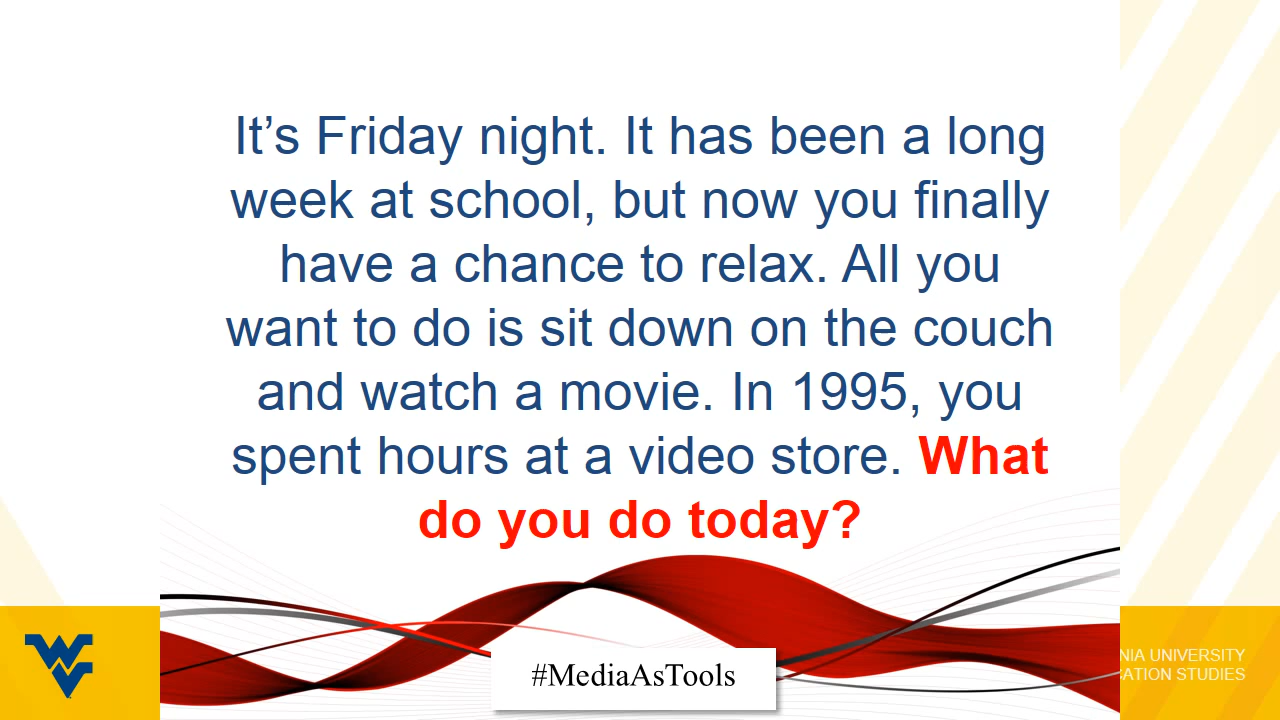 It's Friday night. It has been a long
week at school, but now you finally
have a chance to relax. All you
want to do is sit down on the couch
and watch a movie. In 1995, you
spent hours at a video store. What
do you do today?
#MediaAsTools
WV
NIA UNIVERSITY
CATION STUDIES